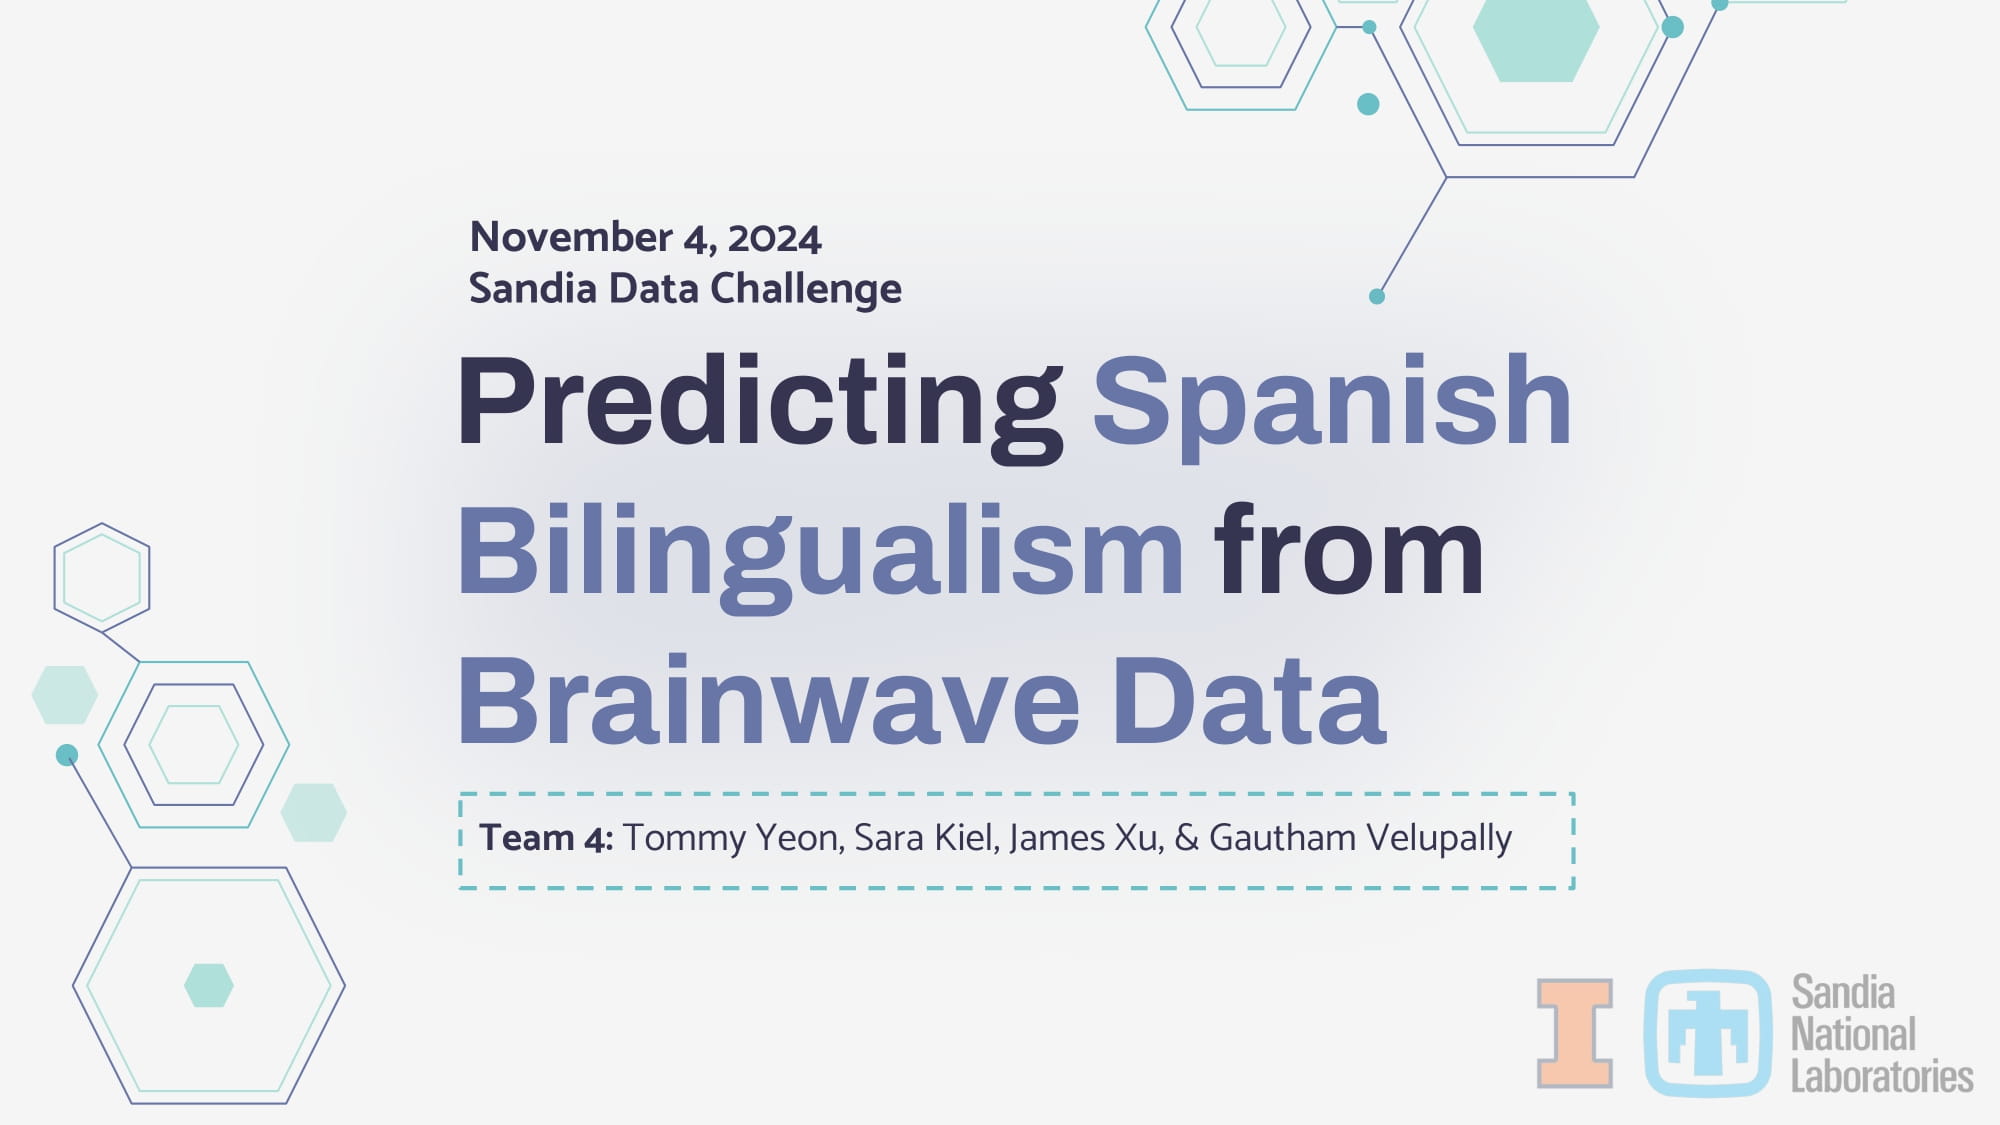 November 4, 2024
Sandia Data Challenge
Predicting Spanish
Bilingualism from
Brainwave Data
Team 4: Tommy Yeon, Sara Kiel, James Xu, & Gautham Velupally
I
Sandia
National
Laboratories